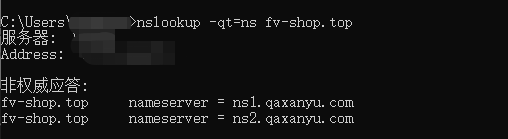 C:\Users\ >nslookup -qt=ns fv-shop.top
服务器:
Address:
非权威应答:
fv-shop.top nameserver = ns1.qaxanyu.com
fv-shop.top nameserver = ns2.qaxanyu.com